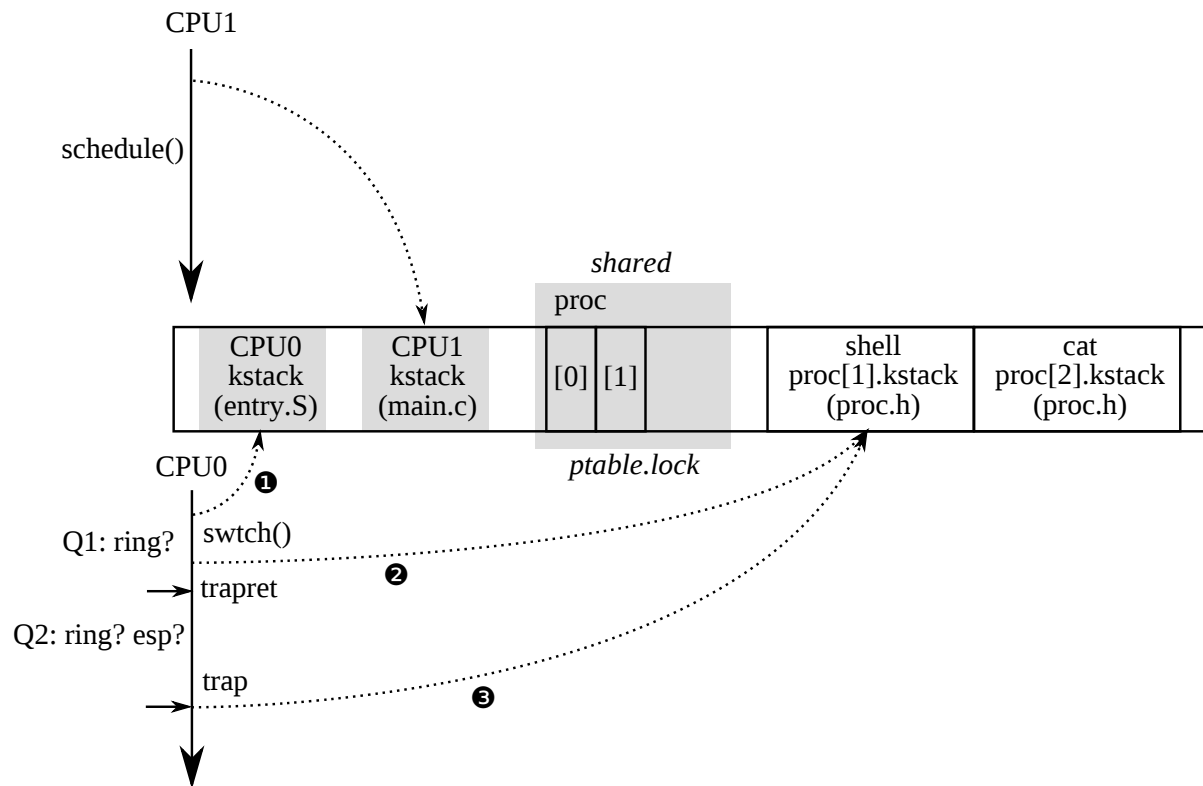 CPU1
schedule()
shared
proc
CPU0
kstack
(entry.S)
CPU1
kstack
(main.c)
[0]
[1]
shell
proc[1].kstack
(proc.h)
cat
proc[2].kstack
(proc.h)
ptable.lock
CPU0
❶
swtch()
Q1: ring?
❷
trapret
Q2: ring? esp?
trap
❸